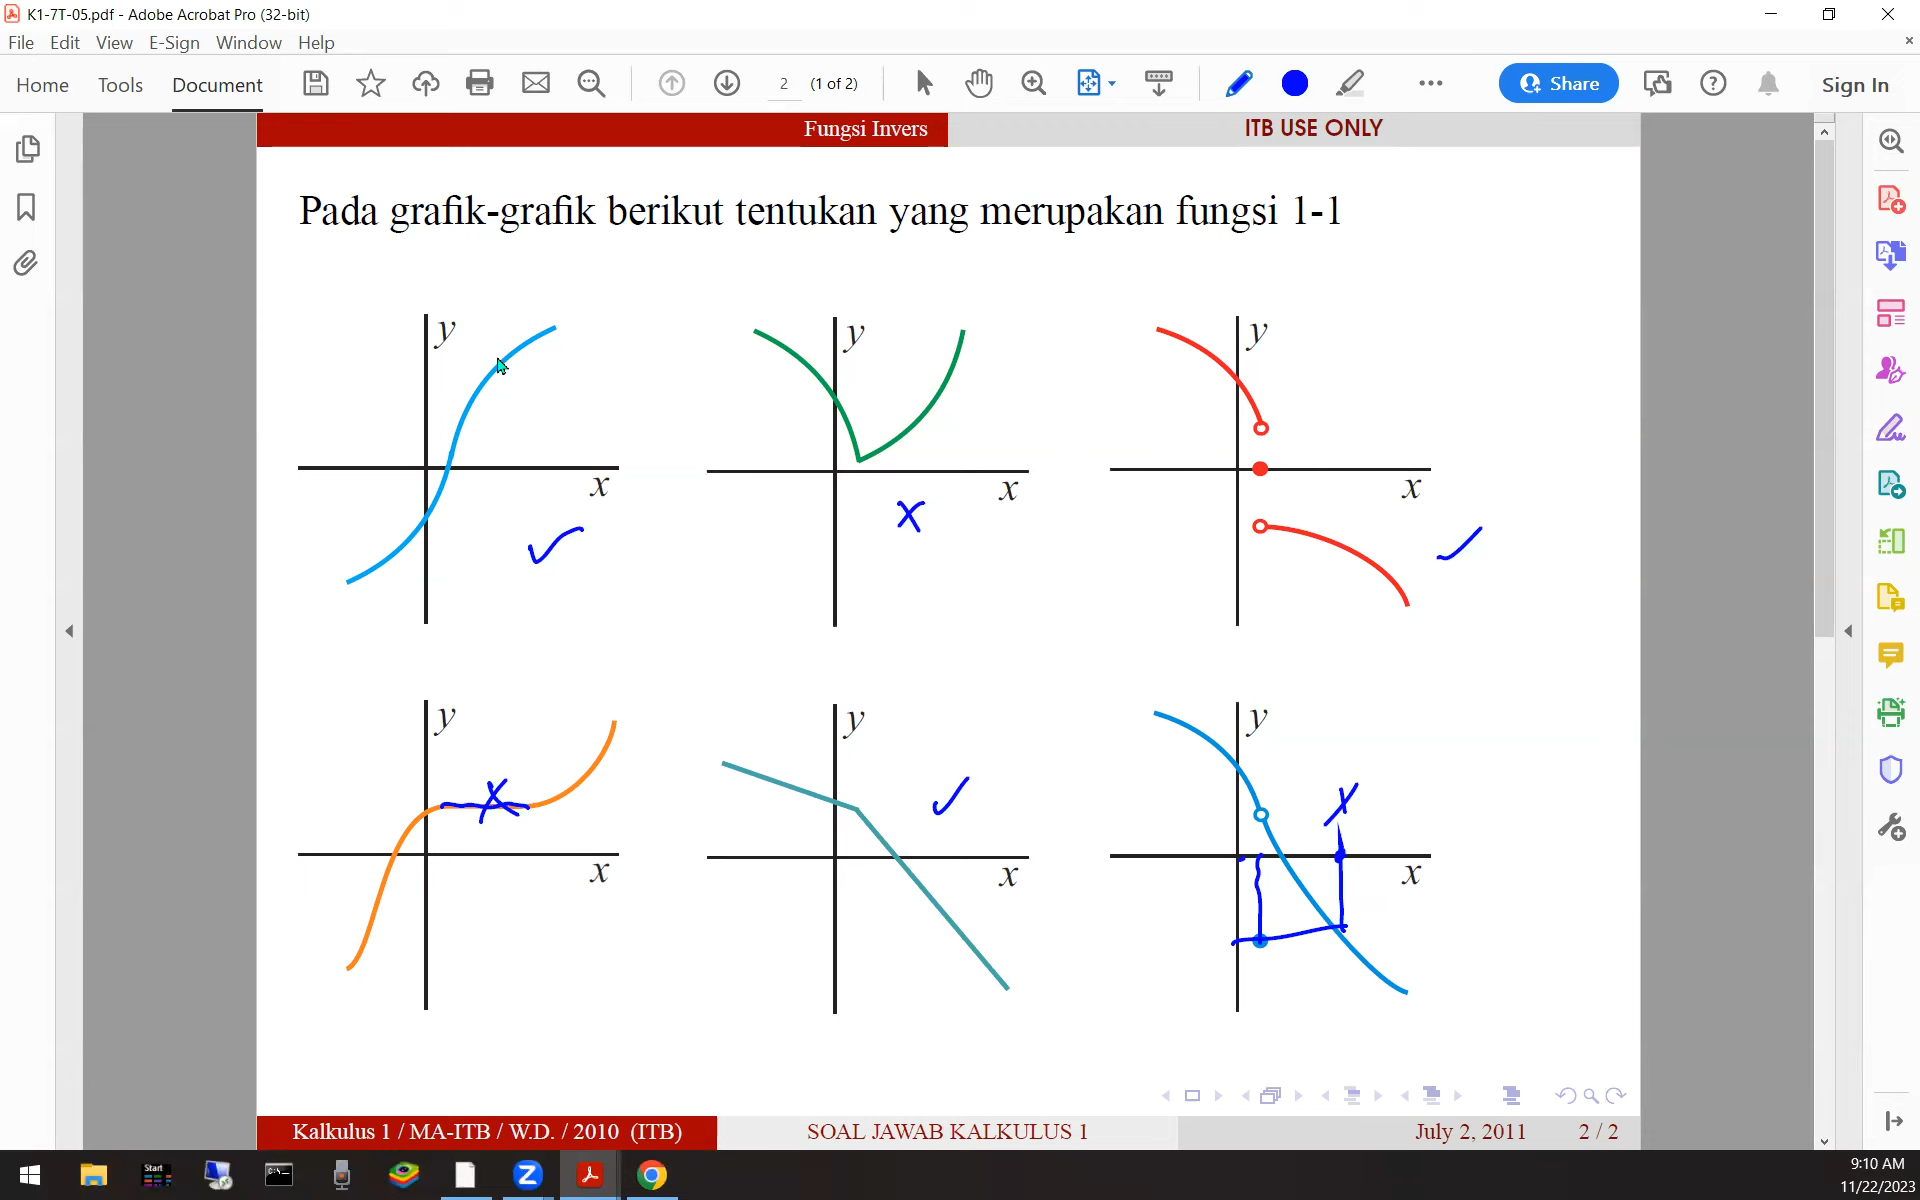 K1-7T-05.pdf - Adobe Acrobat Pro (32-bit)
File Edit View E-Sign Window Help
Home Tools Document 2 (1 of 2) Share Sign In
Fungsi Invers ITB USE ONLY
Pada grafik-grafik berikut tentukan yang merupakan fungsi 1-1
y y y
x x x
x
y y y
x x
x x x
Kalkulus 1 / MA-ITB / W.D. / 2010 (ITB) SOAL JAWAB KALKULUS 1 July 2, 2011 2 / 2
Start
9:10 AM
11/22/2023